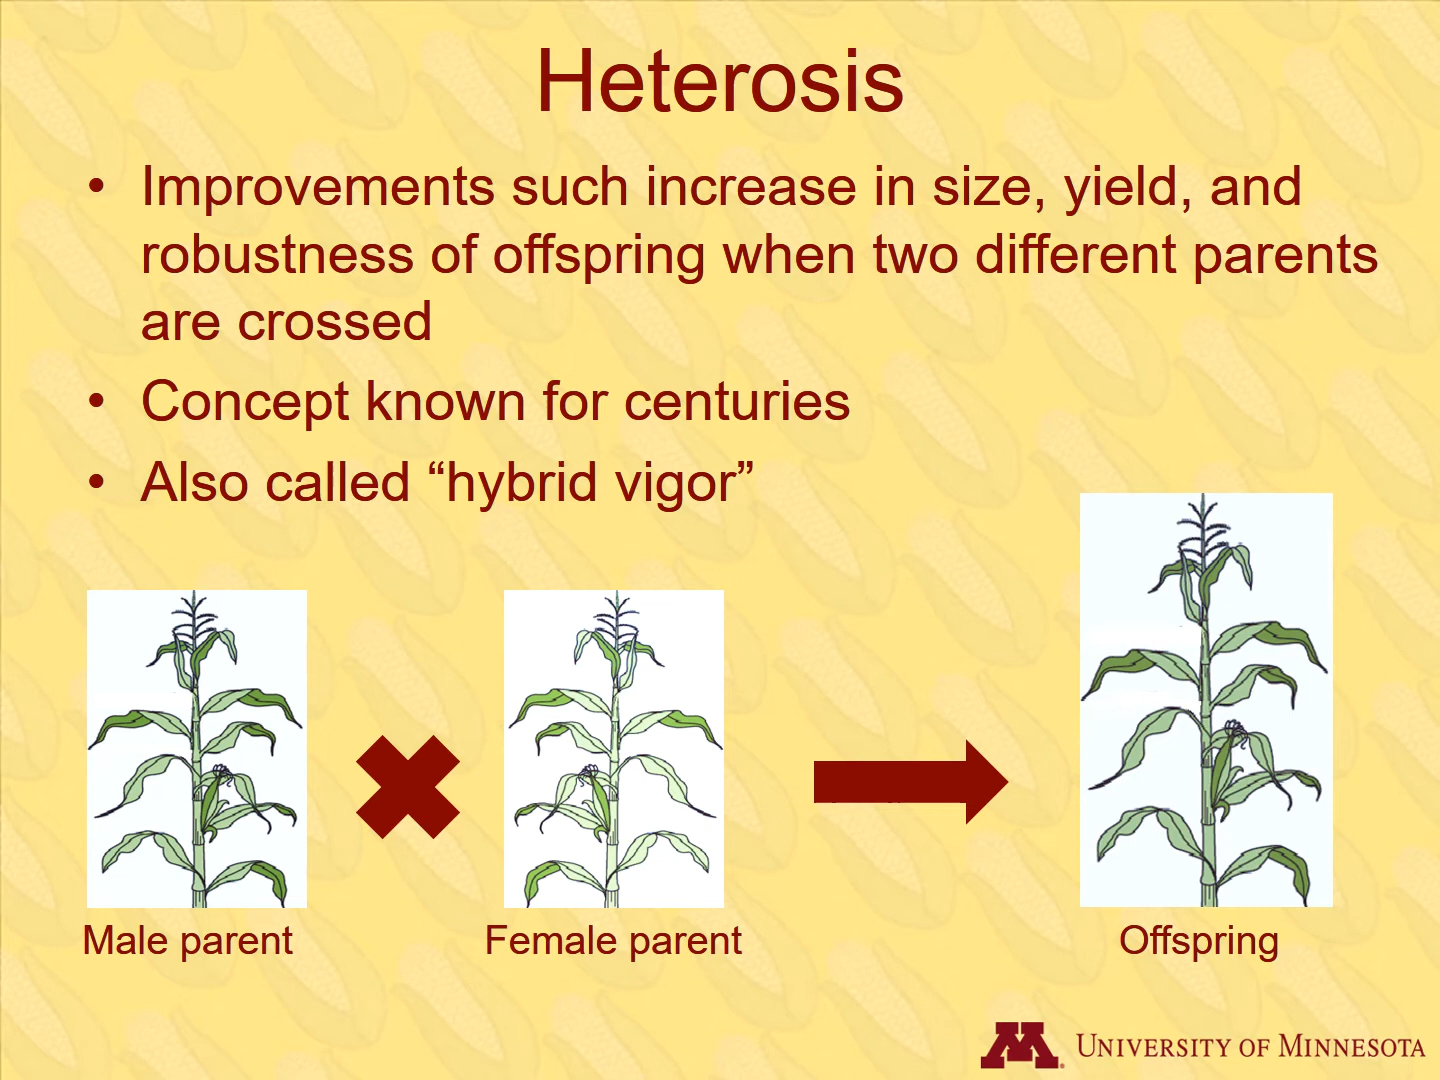 Heterosis
• Improvements such increase in size, yield, and
robustness of offspring when two different parents
are crossed
• Concept known for centuries
• Also called “hybrid vigor”
Male parent
Female parent
Offspring
M
UNIVERSITY OF MINNESOTA